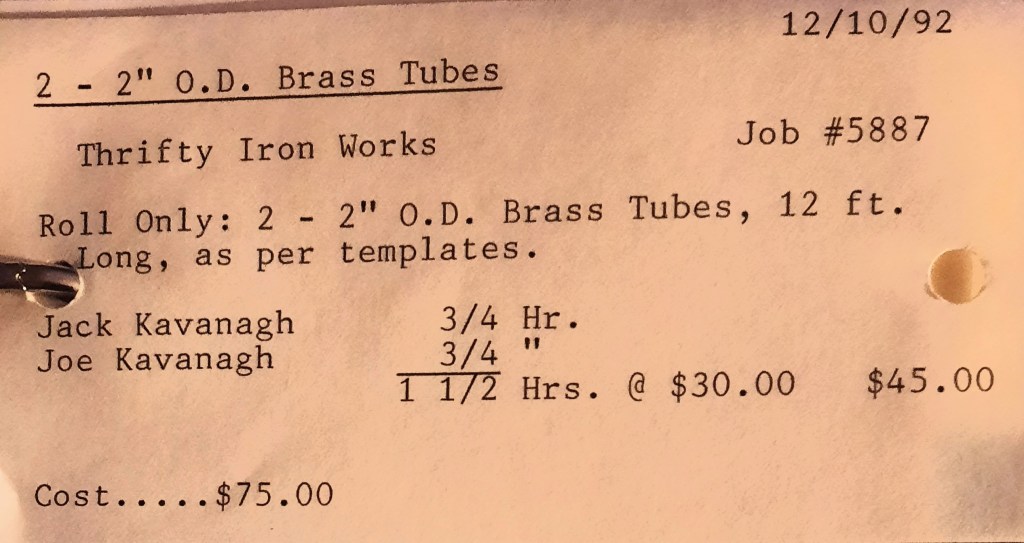 12/10/92
2 - 2" O.D. Brass Tubes
Thrifty Iron Works Job #5887
Roll Only: 2 - 2" O.D. Brass Tubes, 12 ft.
Long, as per templates.
Jack Kavanagh 3/4 Hr.
Joe Kavanagh 3/4 "
1 1/2 Hrs. @ $30.00 $45.00
Cost.....$75.00